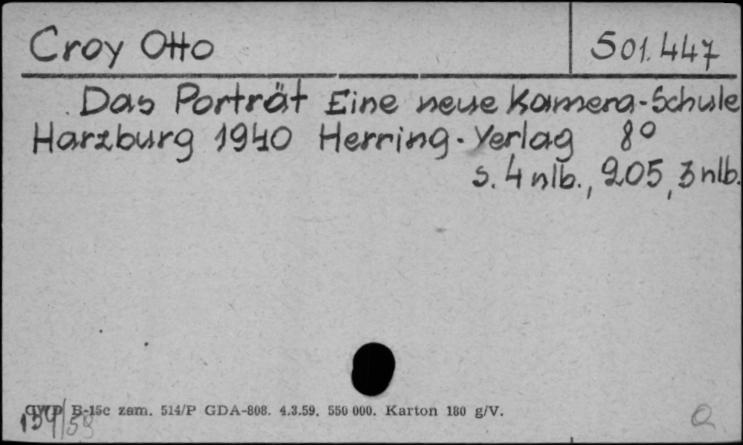 Croy Otto 501.447
Das Porträt Eine neue Kamera-Schule
Harzburg 1940 Herring-Verlag 8°
s. 4 nlb., 205, 3 nlb.
B-15c zam. 514/P GDA-808. 4.3.59. 550 000. Karton 180 g/V.